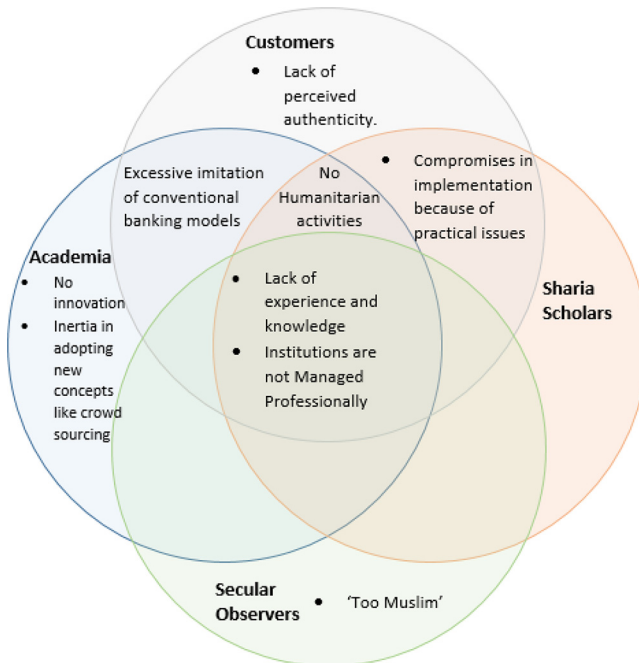 Customers
• Lack of
perceived
authenticity.
Excessive imitation
of conventional
banking models
No
Humanitarian
activities
• Compromises in
implementation
because of
practical issues
Academia
• No
innovation
• Inertia in
adopting
new
concepts
like crowd
sourcing
• Lack of
experience and
knowledge
• Institutions are
not Managed
Professionally
Sharia
Scholars
Secular
Observers
• ‘Too Muslim’